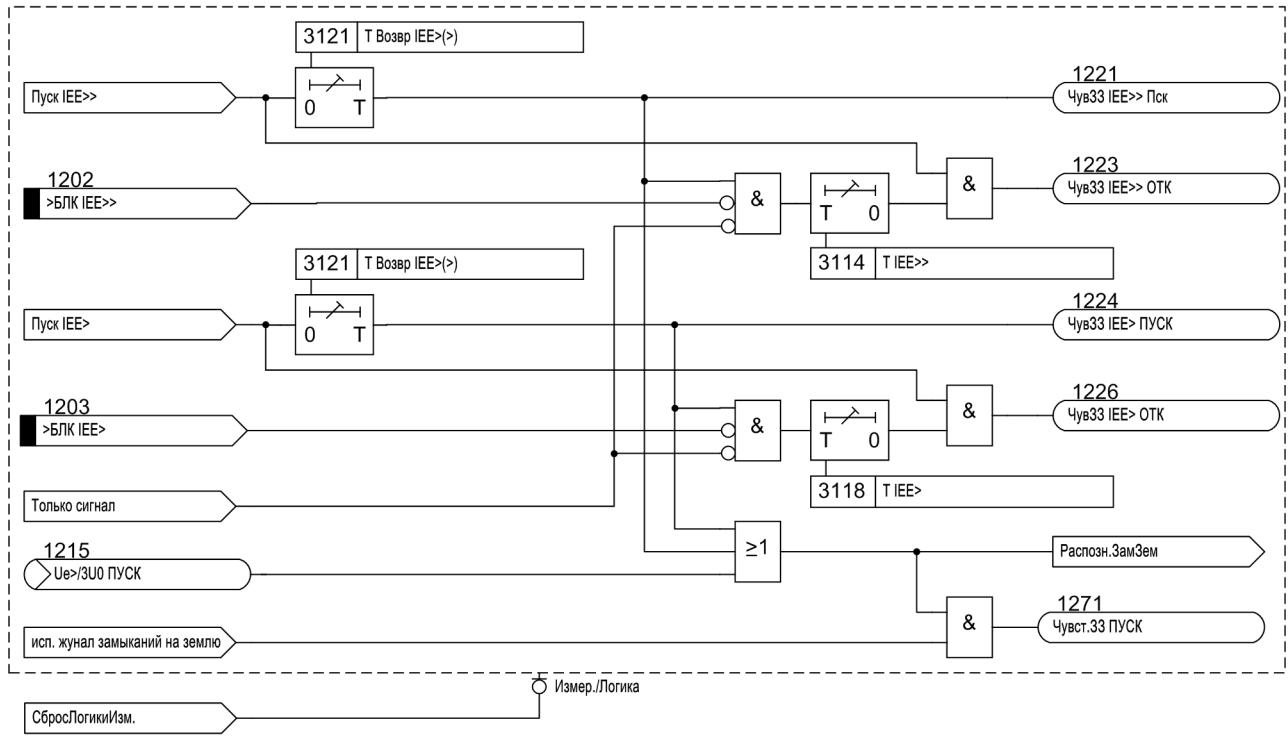 3121 T Возвр IEE>(>)
Пуск IEE>>
0 T
1221
ЧувЗЗ IEE>> Пск
1202
>БЛК IEE>>
&
T 0
&
1223
ЧувЗЗ IEE>> ОТК
3114 T IEE>>
3121 T Возвр IEE>(>)
Пуск IEE>
0 T
1224
ЧувЗЗ IEE> ПУСК
1203
>БЛК IEE>
&
T 0
&
1226
ЧувЗЗ IEE> ОТК
3118 T IEE>
Только сигнал
1215
Ue>/3U0 ПУСК
≥1
Распозн.ЗамЗем
исп. жунал замыканий на землю
&
1271
Чувст.ЗЗ ПУСК
Измер./Логика
СбросЛогикиИзм.